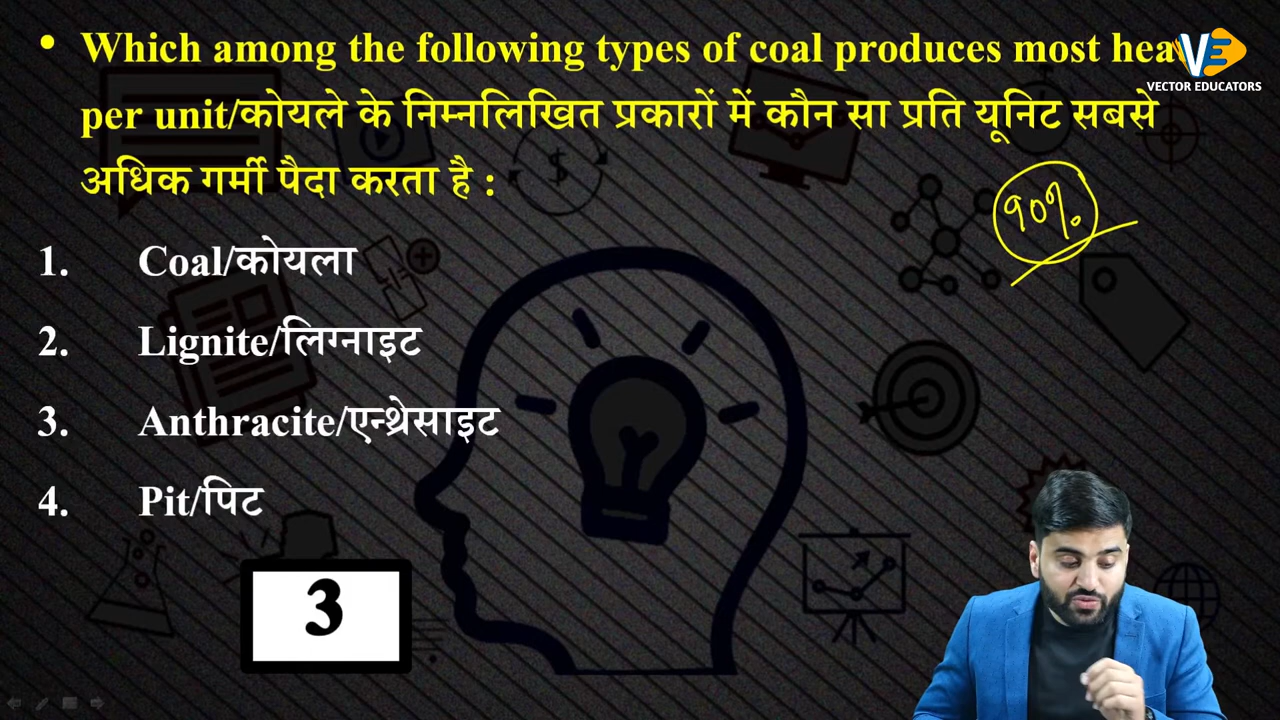 • Which among the following types of coal produces most hea
VECTOR EDUCATORS
per unit/कोयले के निम्नलिखित प्रकारों में कौन सा प्रति यूनिट सबसे
अधिक गर्मी पैदा करता है :
90%
1. Coal/कोयला
2. Lignite/लिग्नाइट
3. Anthracite/एन्थ्रेसाइट
4. Pit/पिट
3